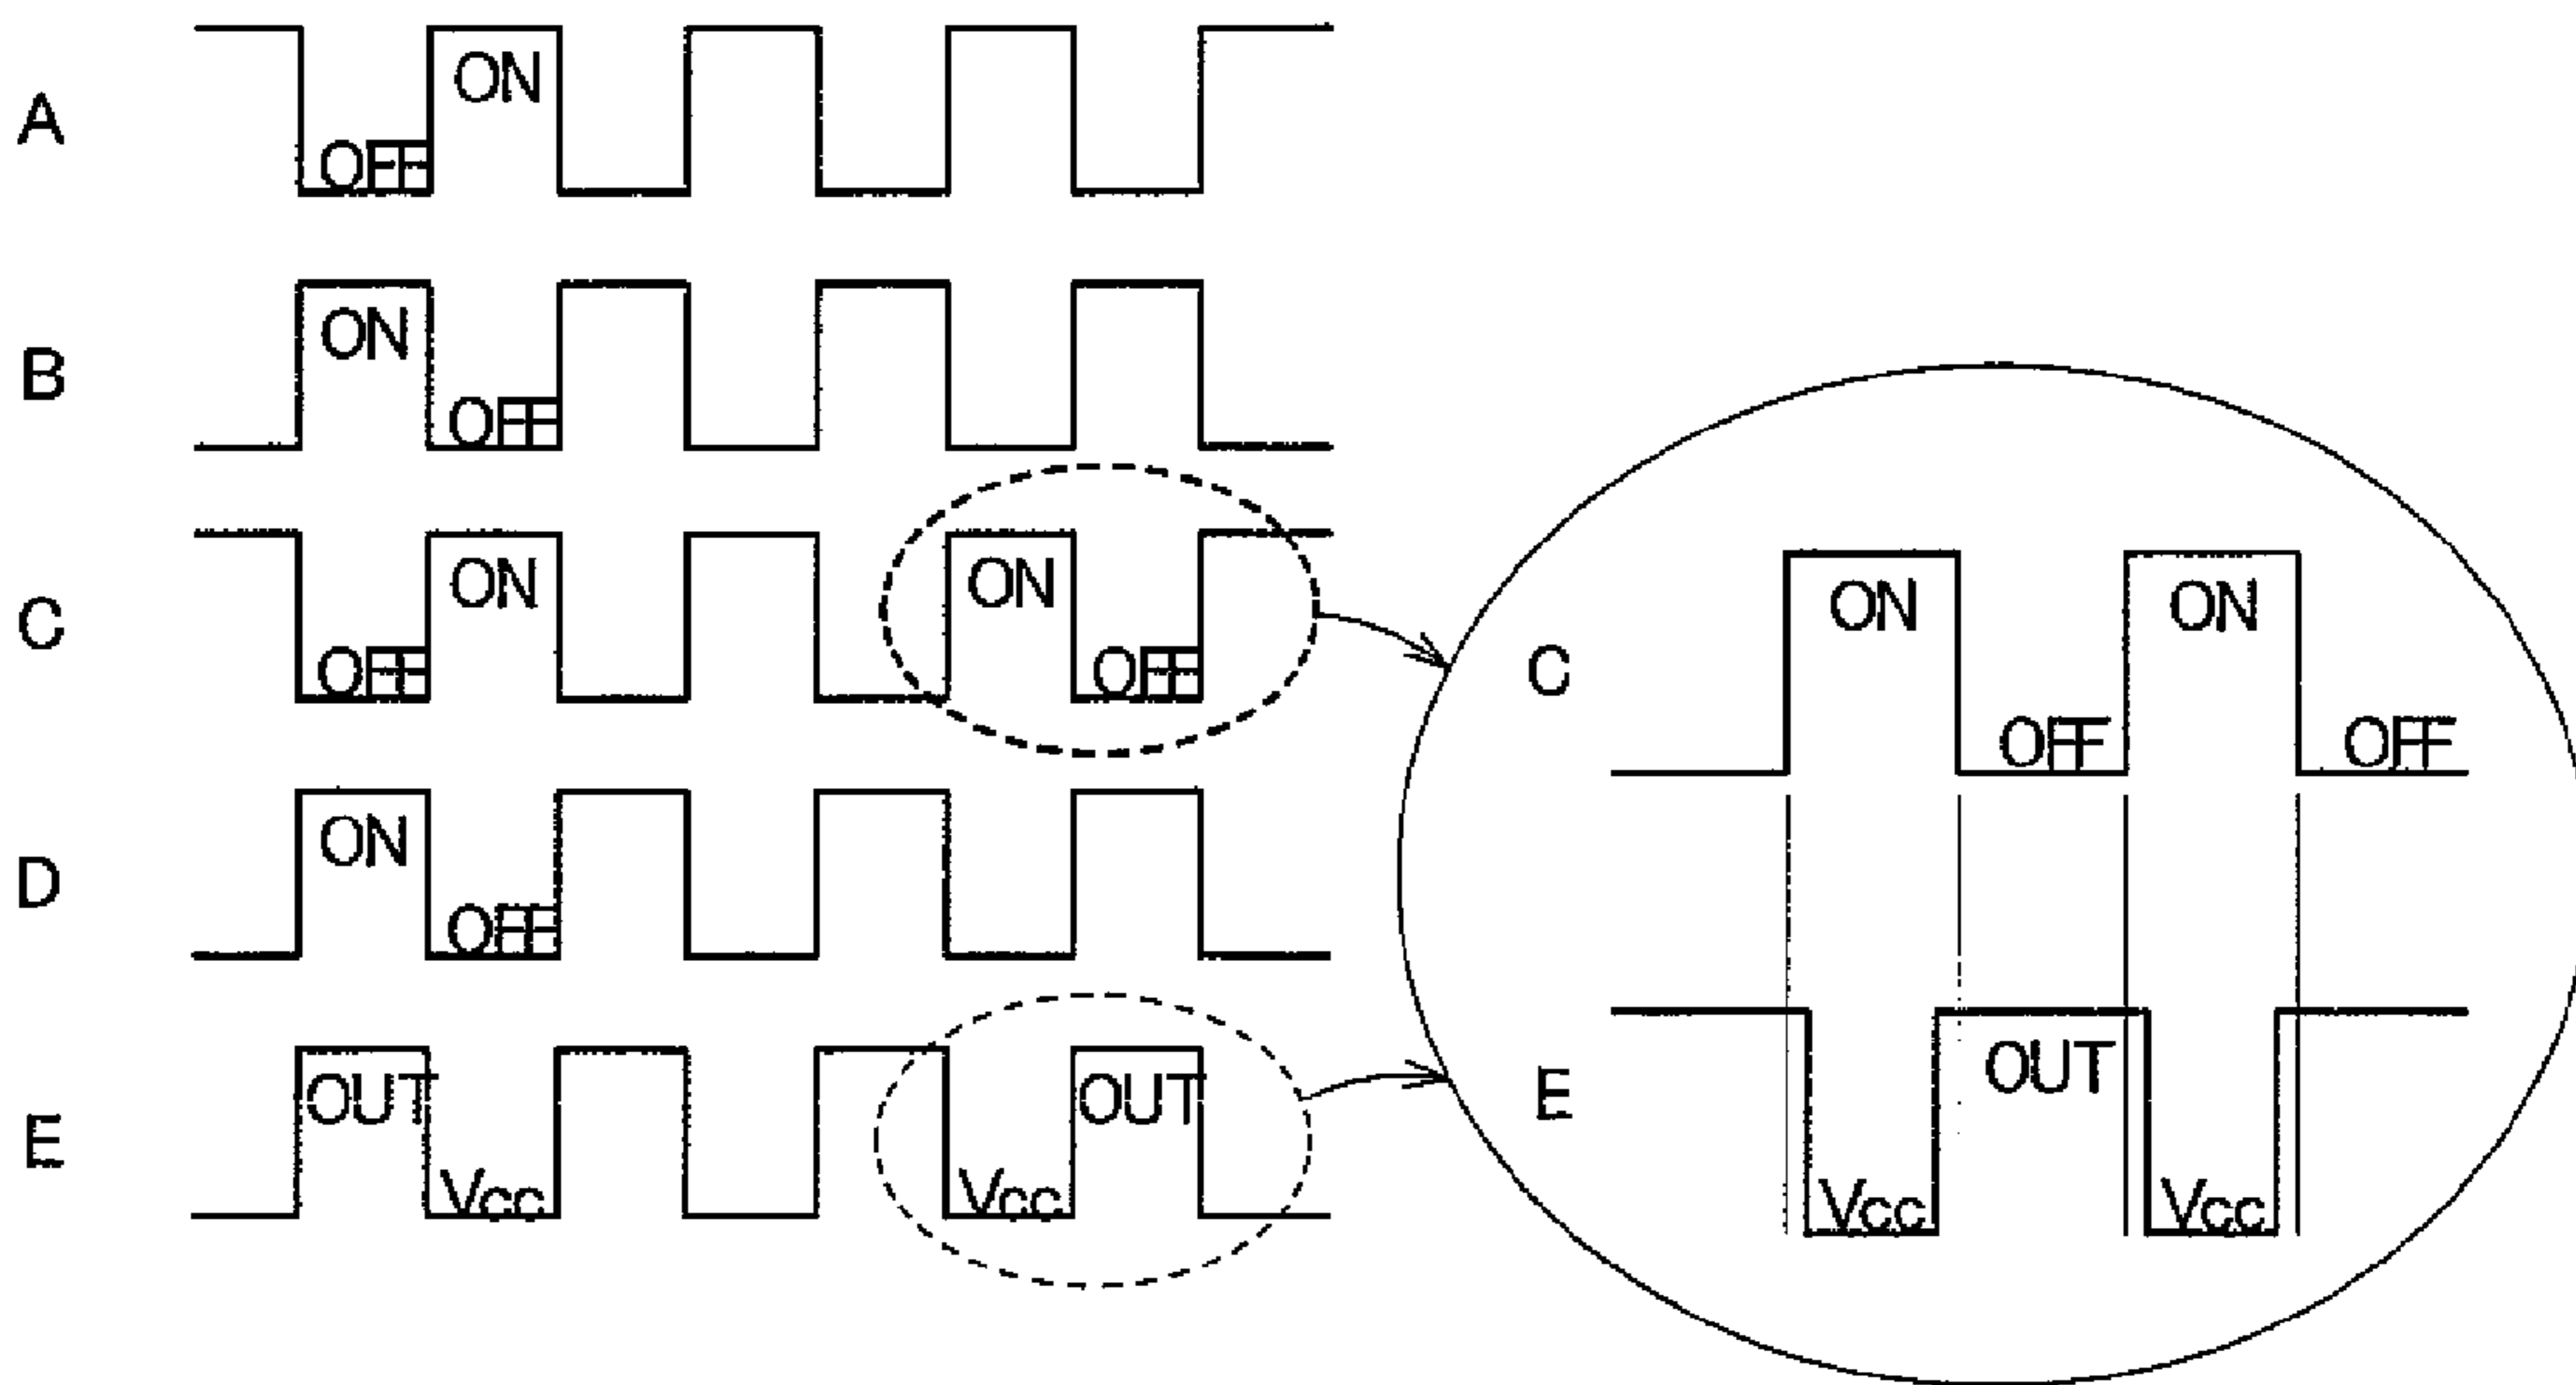 A OFF ON
B ON OFF
C OFF ON ON OFF
D ON OFF
E OUT Vcc Vcc OUT
C ON OFF ON OFF
E Vcc OUT Vcc